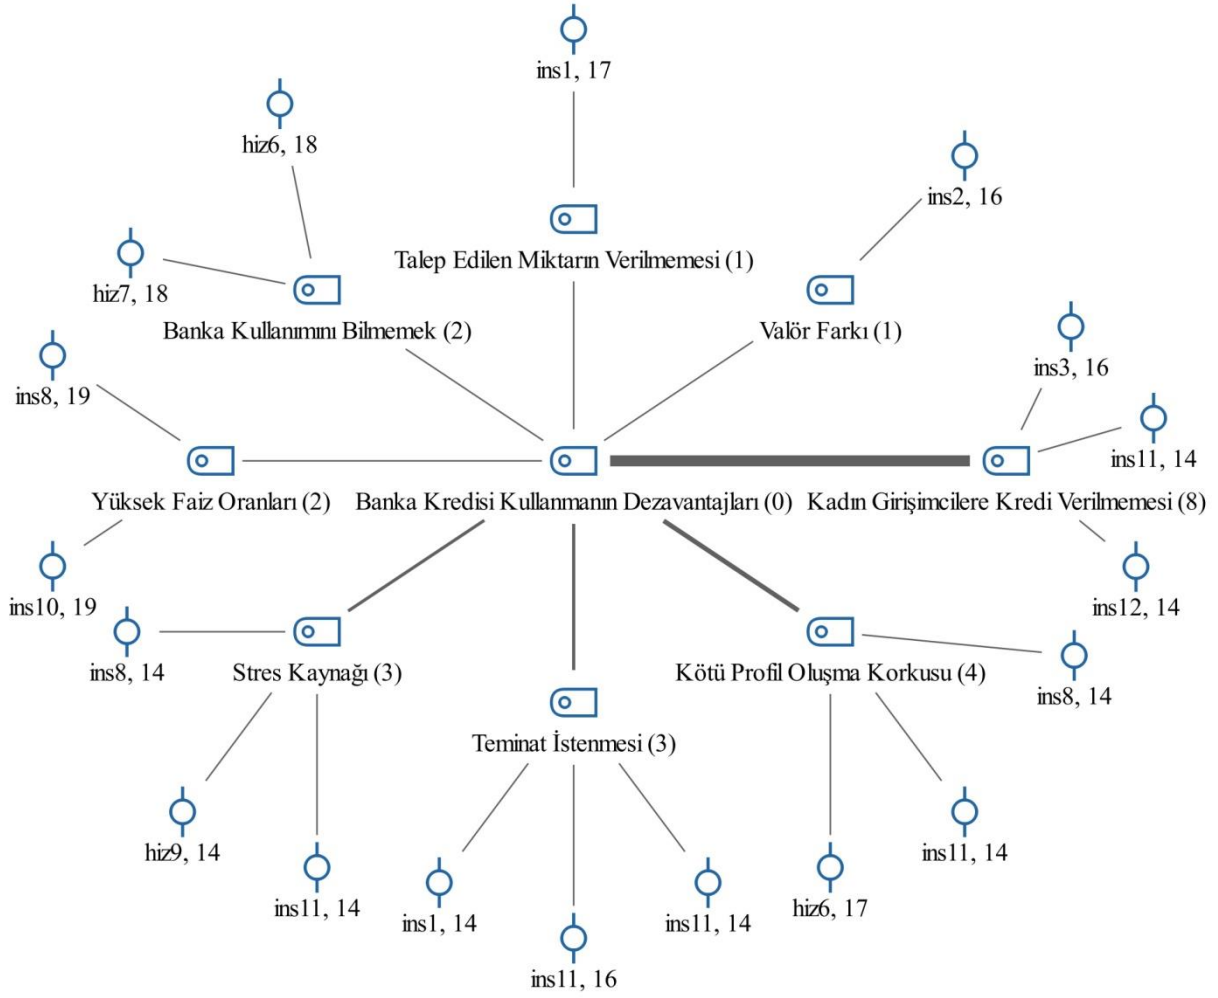 ins1, 17
hiz6, 18
ins2, 16
Talep Edilen Miktarın Verilmemesi (1)
hiz7, 18
Banka Kullanımını Bilmemek (2)
Valör Farkı (1)
ins3, 16
ins8, 19
ins11, 14
Yüksek Faiz Oranları (2)
Banka Kredisi Kullanmanın Dezavantajları (0)
Kadın Girişimcilere Kredi Verilmemesi (8)
ins10, 19
ins12, 14
ins8, 14
Stres Kaynağı (3)
Kötü Profil Oluşma Korkusu (4)
ins8, 14
Teminat İstenmesi (3)
hiz9, 14
ins11, 14
ins11, 14
ins1, 14
ins11, 14
hiz6, 17
ins11, 16